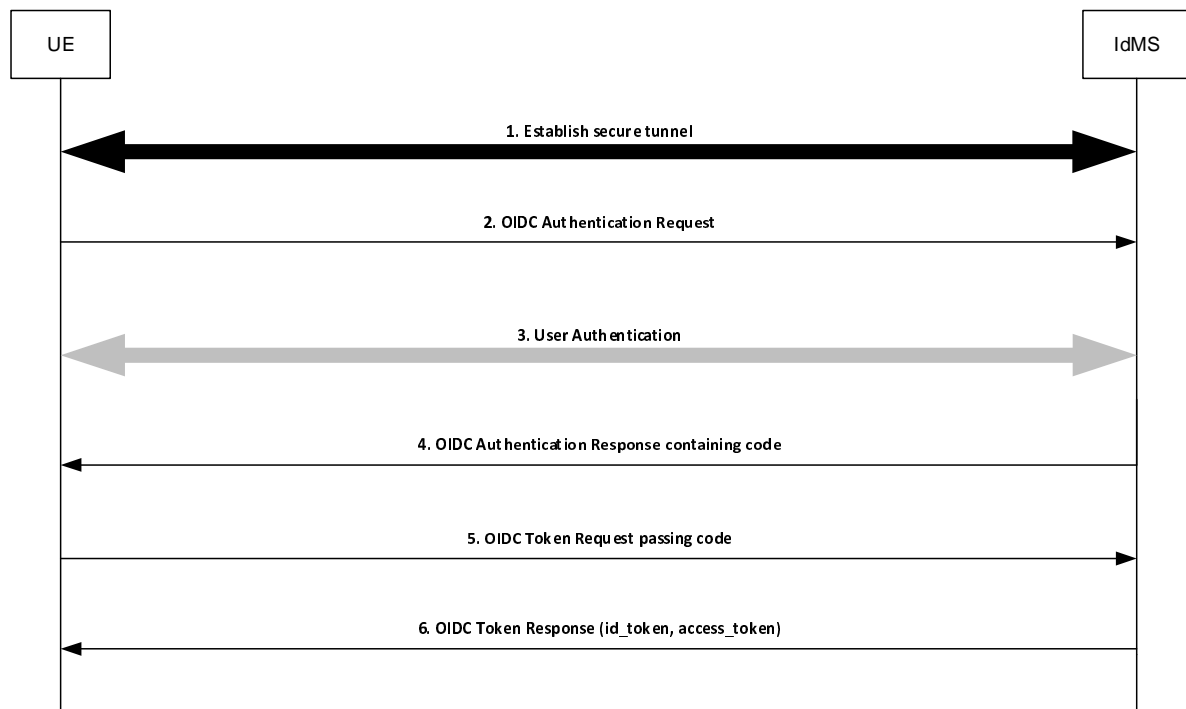 UE
IdMS
1. Establish secure tunnel
2. OIDC Authentication Request
3. User Authentication
4. OIDC Authentication Response containing code
5. OIDC Token Request passing code
6. OIDC Token Response (id_token, access_token)